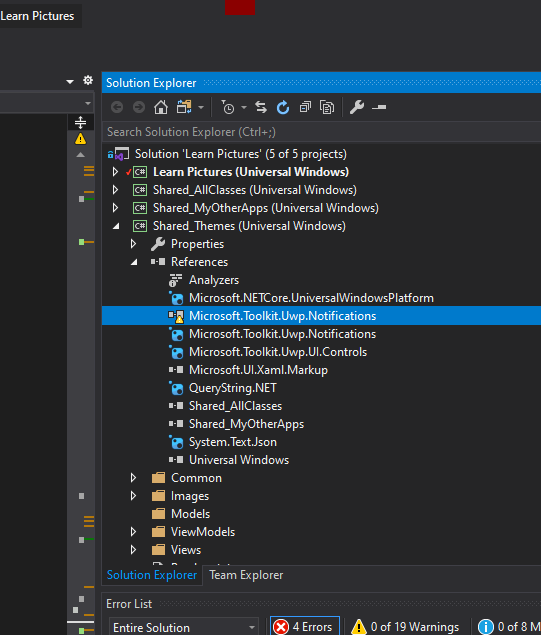 Learn Pictures
Solution Explorer
Search Solution Explorer (Ctrl+;)
Solution 'Learn Pictures' (5 of 5 projects)
C# Learn Pictures (Universal Windows)
C# Shared_AllClasses (Universal Windows)
C# Shared_MyOtherApps (Universal Windows)
C# Shared_Themes (Universal Windows)
Properties
References
Analyzers
Microsoft.NETCore.UniversalWindowsPlatform
Microsoft.Toolkit.Uwp.Notifications
Microsoft.Toolkit.Uwp.Notifications
Microsoft.Toolkit.Uwp.UI.Controls
Microsoft.UI.Xaml.Markup
QueryString.NET
Shared_AllClasses
Shared_MyOtherApps
System.Text.Json
Universal Windows
Common
Images
Models
ViewModels
Views
Solution Explorer Team Explorer
Error List
Entire Solution 4 Errors 0 of 19 Warnings 0 of 8 M